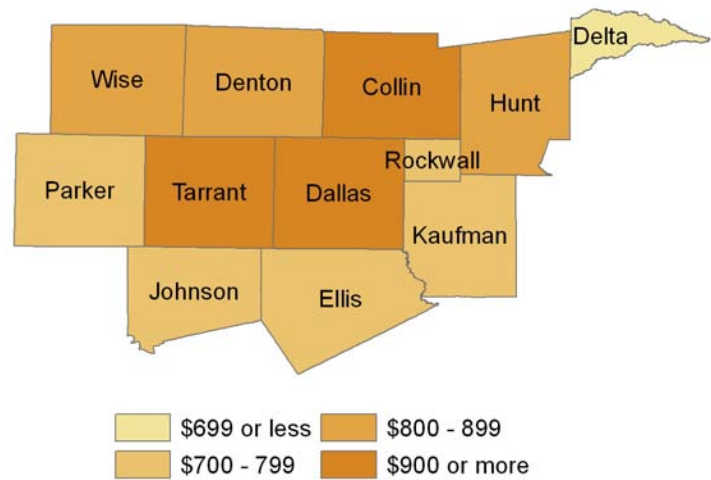 Delta
Wise
Denton
Collin
Hunt
Rockwall
Parker
Tarrant
Dallas
Kaufman
Johnson
Ellis
$699 or less
$800 - 899
$700 - 799
$900 or more